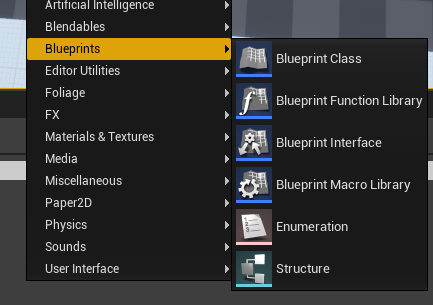 Artificial Intelligence
Blendables
Blueprints
Editor Utilities
Foliage
FX
Materials & Textures
Media
Miscellaneous
Paper2D
Physics
Sounds
User Interface
Blueprint Class
Blueprint Function Library
Blueprint Interface
Blueprint Macro Library
Enumeration
Structure